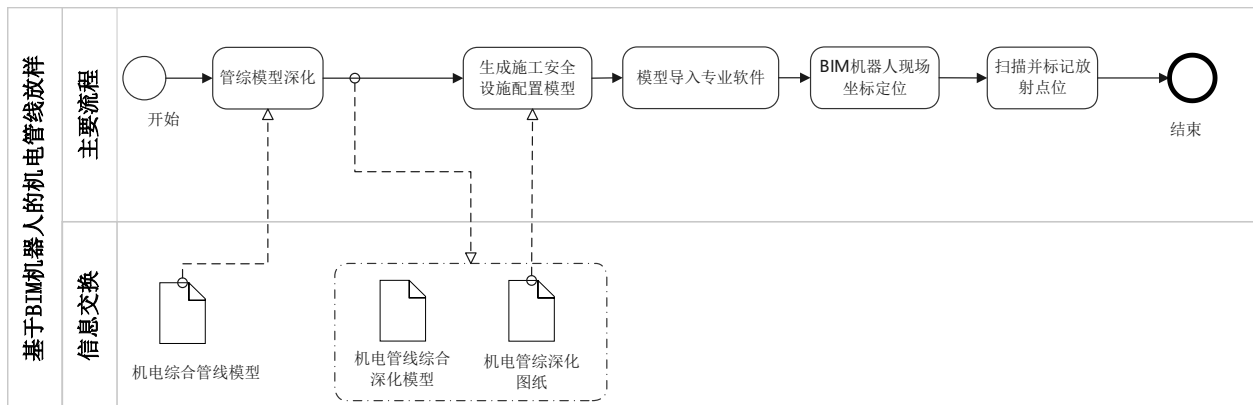 基于BIM机器人的机电管线放样
主要流程
开始
管综模型深化
生成施工安全
设施配置模型
模型导入专业软件
BIM机器人现场
坐标定位
扫描并标记放
射点位
结束
信息交换
机电综合管线模型
机电管线综合
深化模型
机电管综深化
图纸